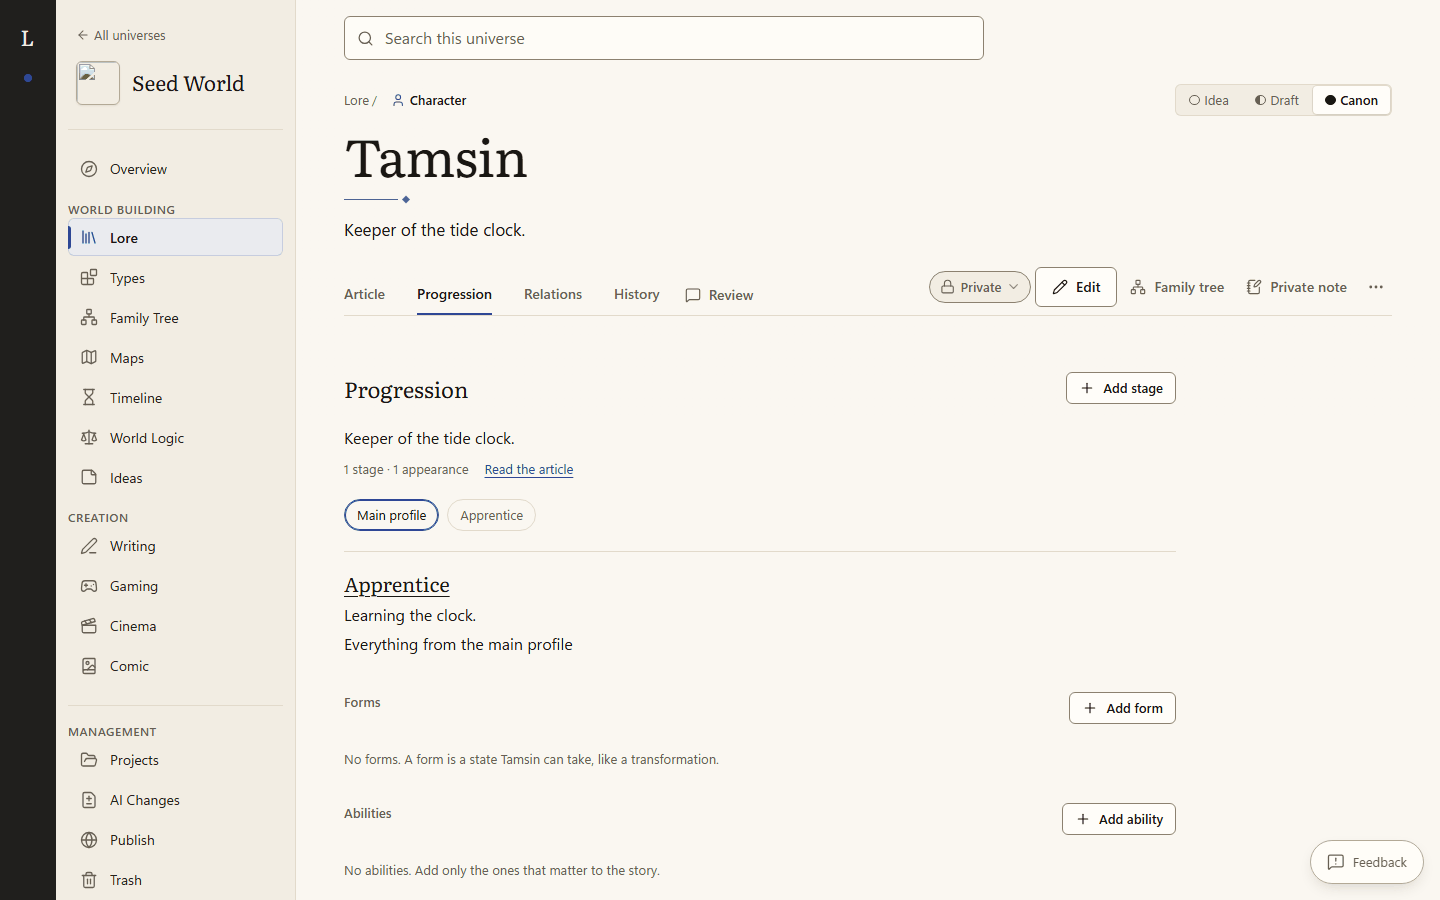 L
All universes
Seed World
Overview
WORLD BUILDING
Lore
Types
Family Tree
Maps
Timeline
World Logic
Ideas
CREATION
Writing
Gaming
Cinema
Comic
MANAGEMENT
Projects
AI Changes
Publish
Trash
Search this universe
Lore / Character
Idea Draft Canon
Tamsin
Keeper of the tide clock.
Article Progression Relations History Review
Private Edit Family tree Private note
Progression
Add stage
Keeper of the tide clock.
1 stage · 1 appearance Read the article
Main profile Apprentice
Apprentice
Learning the clock.
Everything from the main profile
Forms
Add form
No forms. A form is a state Tamsin can take, like a transformation.
Abilities
Add ability
No abilities. Add only the ones that matter to the story.
Feedback